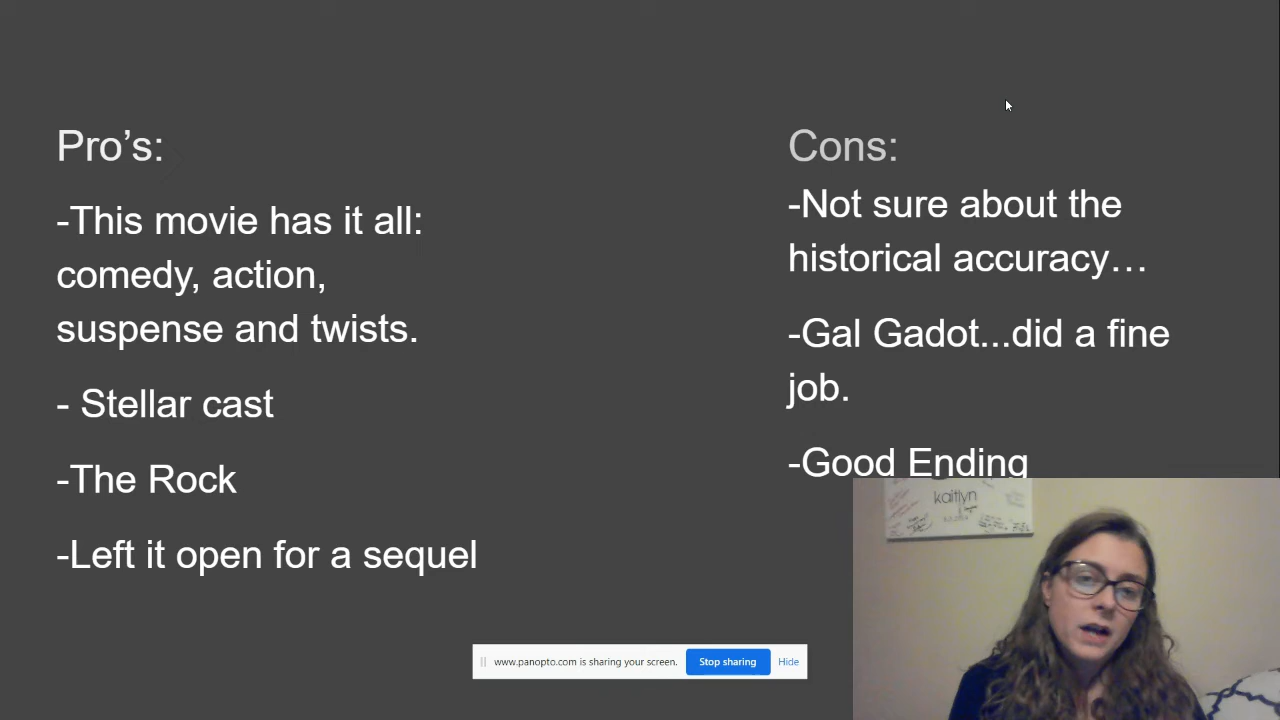 Pro’s:
-This movie has it all:
comedy, action,
suspense and twists.
- Stellar cast
-The Rock
-Left it open for a sequel
Cons:
-Not sure about the
historical accuracy…
-Gal Gadot...did a fine
job.
-Good Ending
kaitlyn
www.panopto.com is sharing your screen.
Stop sharing
Hide